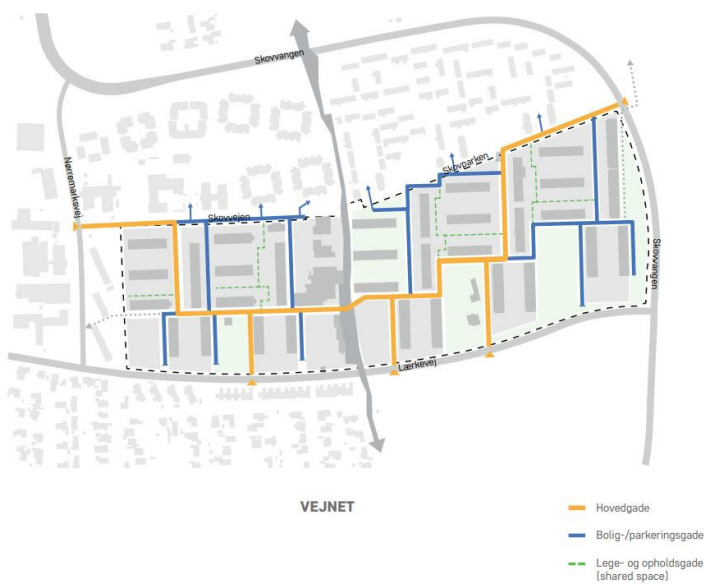 Skovvangen
Nørremarksvej
Skovparken
Skovvejen
Skovvangen
Lærkevej
VEJNET
Hovedgade
Bolig-/parkeringsgade
Lege- og opholdsgade
(shared space)